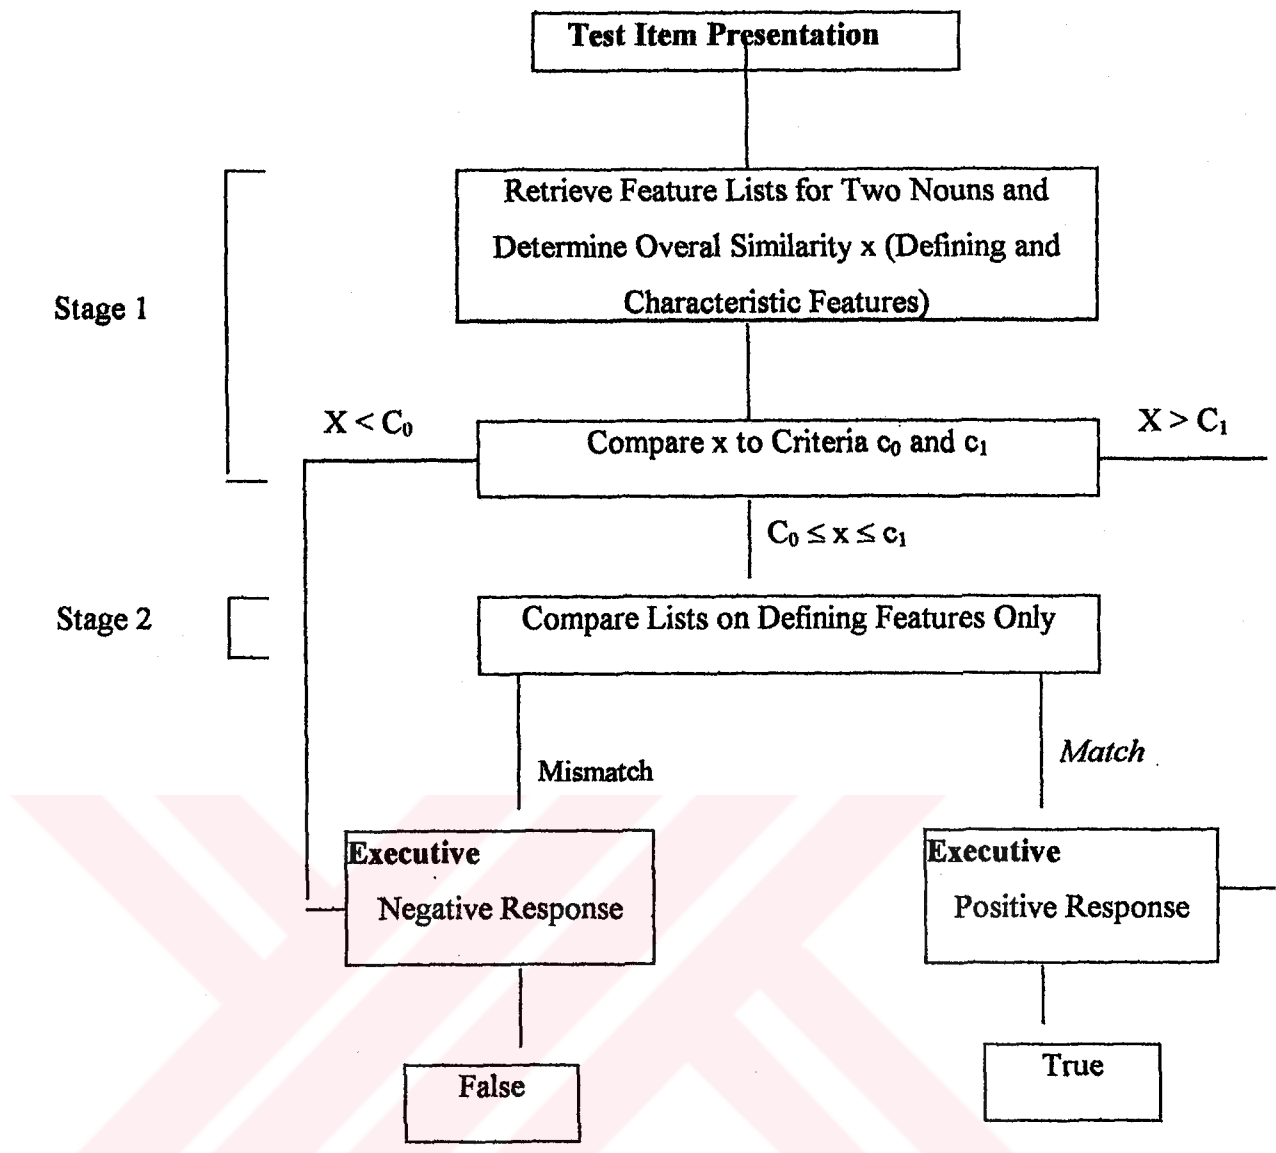 Test Item Presentation
Retrieve Feature Lists for Two Nouns and
Determine Overal Similarity x (Defining and
Characteristic Features)
Stage 1
X < C₀
Compare x to Criteria c₀ and c₁
X > C₁
C₀ ≤ x ≤ c₁
Stage 2
Compare Lists on Defining Features Only
Mismatch
Match
Executive
Negative Response
Executive
Positive Response
False
True